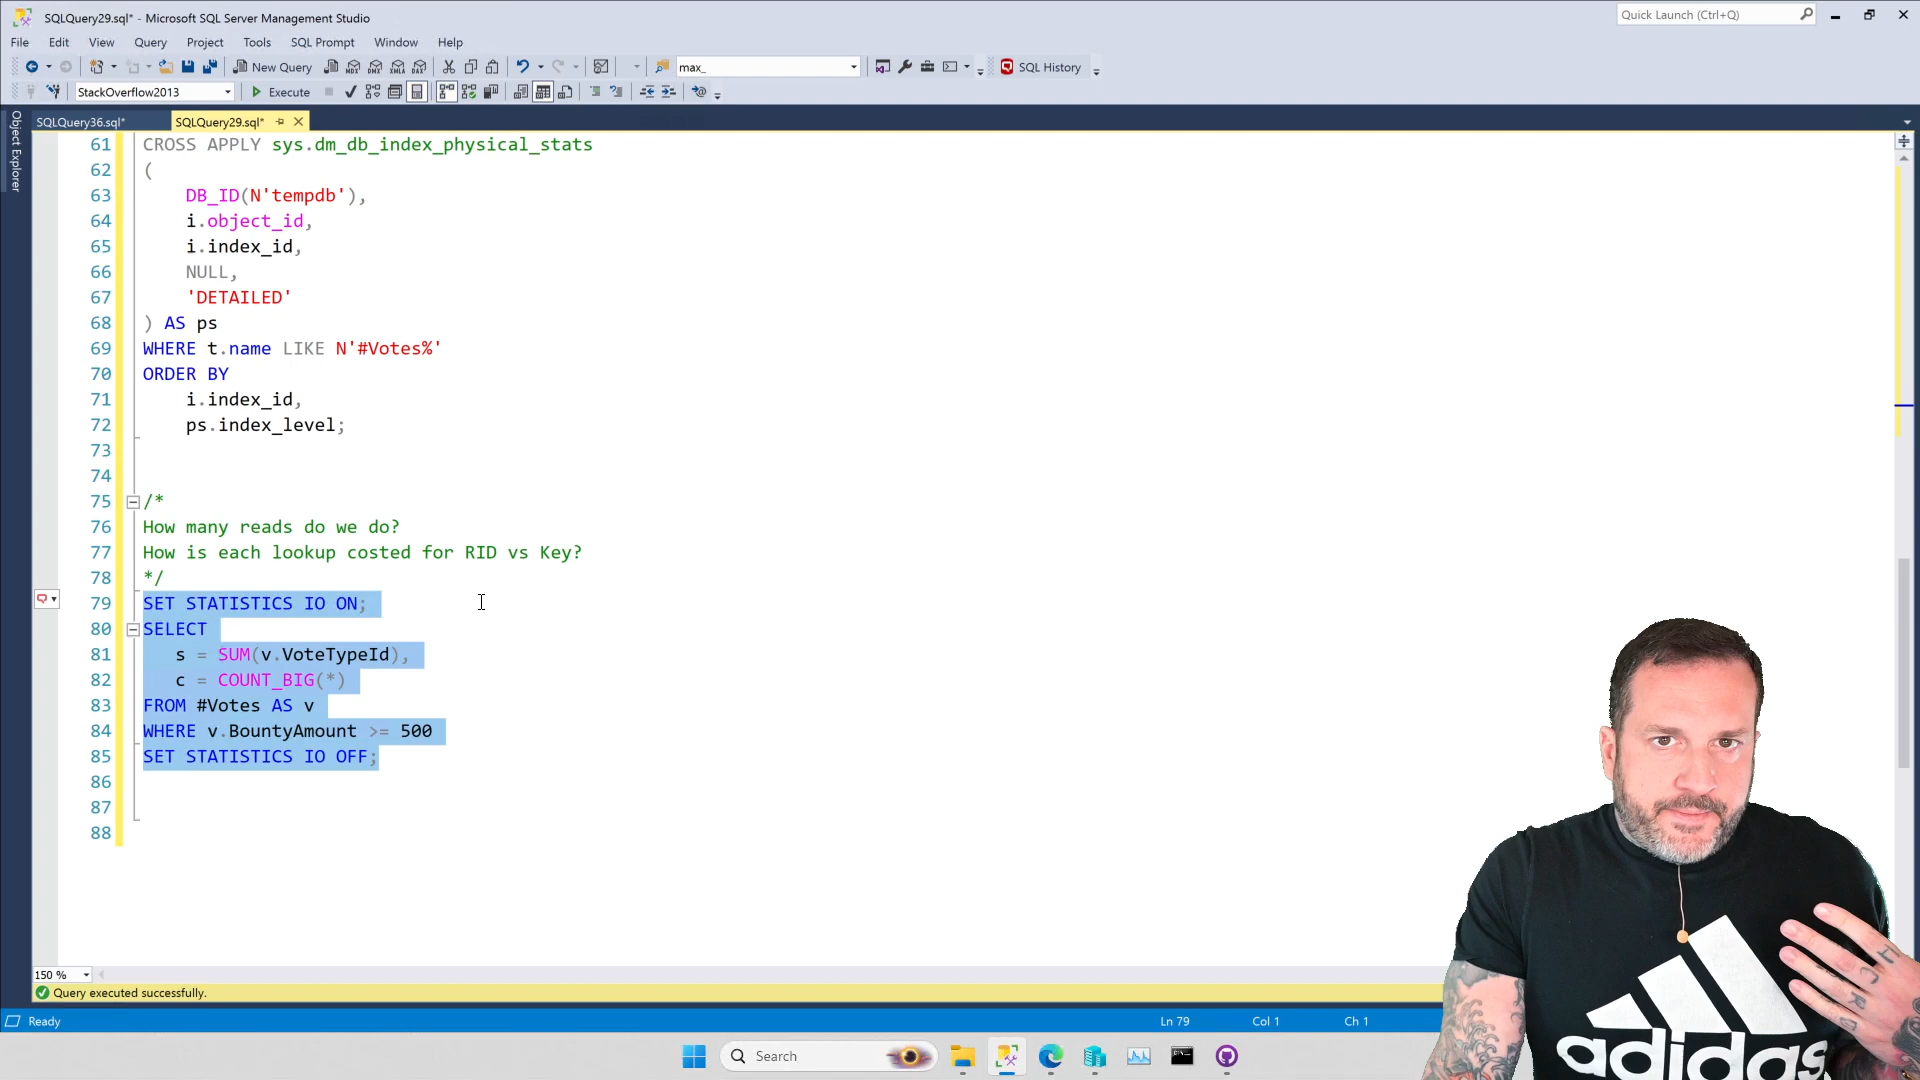 SQLQuery29.sql* - Microsoft SQL Server Management Studio
Quick Launch (Ctrl+Q)
File Edit View Query Project Tools SQL Prompt Window Help
New Query
max_
SQL History
StackOverflow2013
Execute
SQLQuery36.sql*
SQLQuery29.sql*
Object Explorer
61 CROSS APPLY sys.dm_db_index_physical_stats
62 (
63 DB_ID(N'tempdb'),
64 i.object_id,
65 i.index_id,
66 NULL,
67 'DETAILED'
68 ) AS ps
69 WHERE t.name LIKE N'#Votes%'
70 ORDER BY
71 i.index_id,
72 ps.index_level;
73
74
75 /*
76 How many reads do we do?
77 How is each lookup costed for RID vs Key?
78 */
79 SET STATISTICS IO ON;
80 SELECT
81 s = SUM(v.VoteTypeId),
82 c = COUNT_BIG(*)
83 FROM #Votes AS v
84 WHERE v.BountyAmount >= 500
85 SET STATISTICS IO OFF;
86
87
88
150 %
Query executed successfully.
Ready
Ln 79 Col 1 Ch 1
Search
adidas